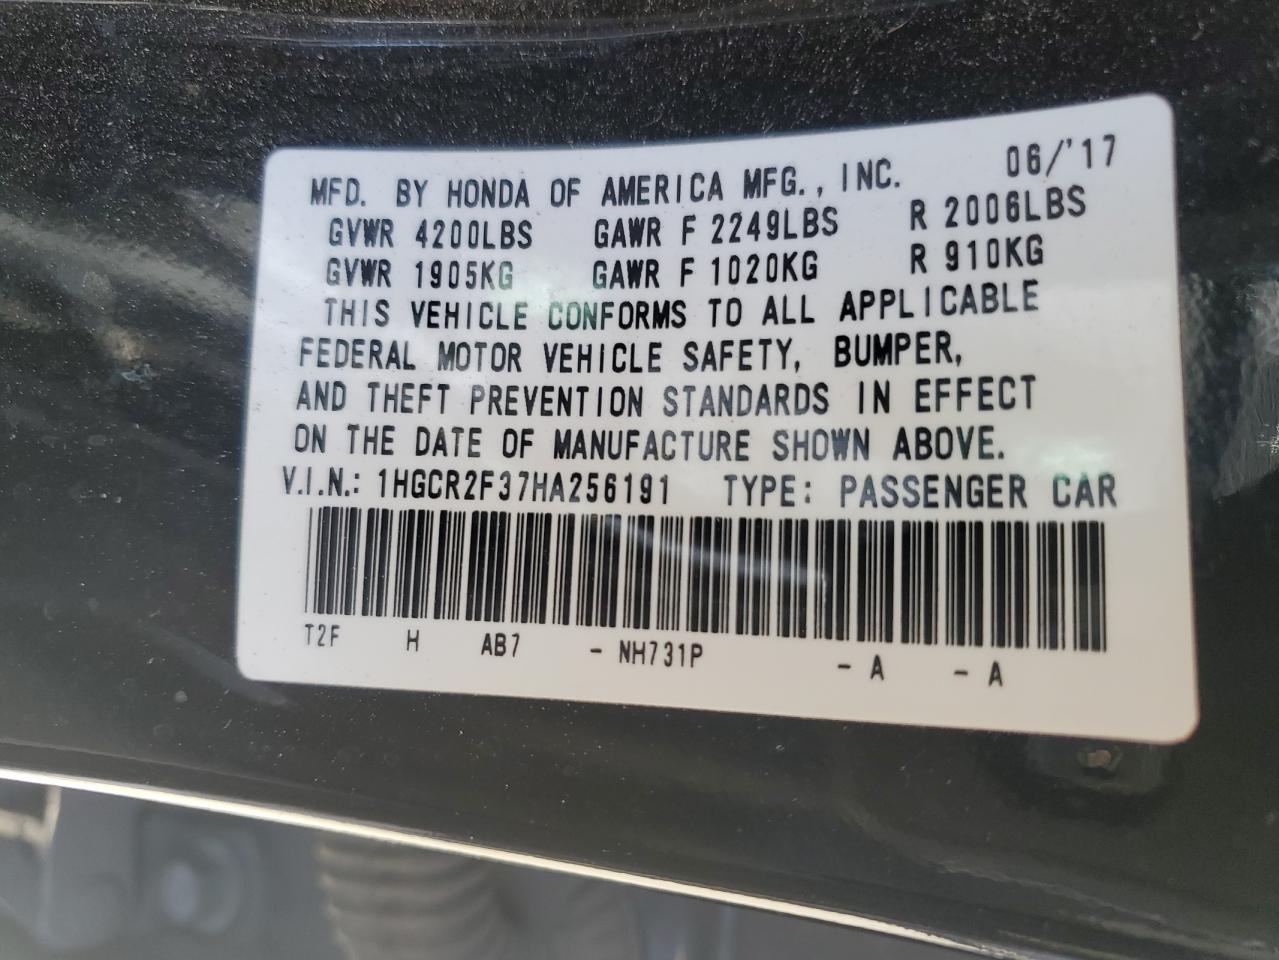 MFD. BY HONDA OF AMERICA MFG., INC. 06/'17
GVWR 4200LBS GAWR F 2249LBS R 2006LBS
GVWR 1905KG GAWR F 1020KG R 910KG
THIS VEHICLE CONFORMS TO ALL APPLICABLE
FEDERAL MOTOR VEHICLE SAFETY, BUMPER,
AND THEFT PREVENTION STANDARDS IN EFFECT
ON THE DATE OF MANUFACTURE SHOWN ABOVE.
V.I.N.: 1HGCR2F37HA256191 TYPE: PASSENGER CAR
T2F H AB7 - NH731P - A - A